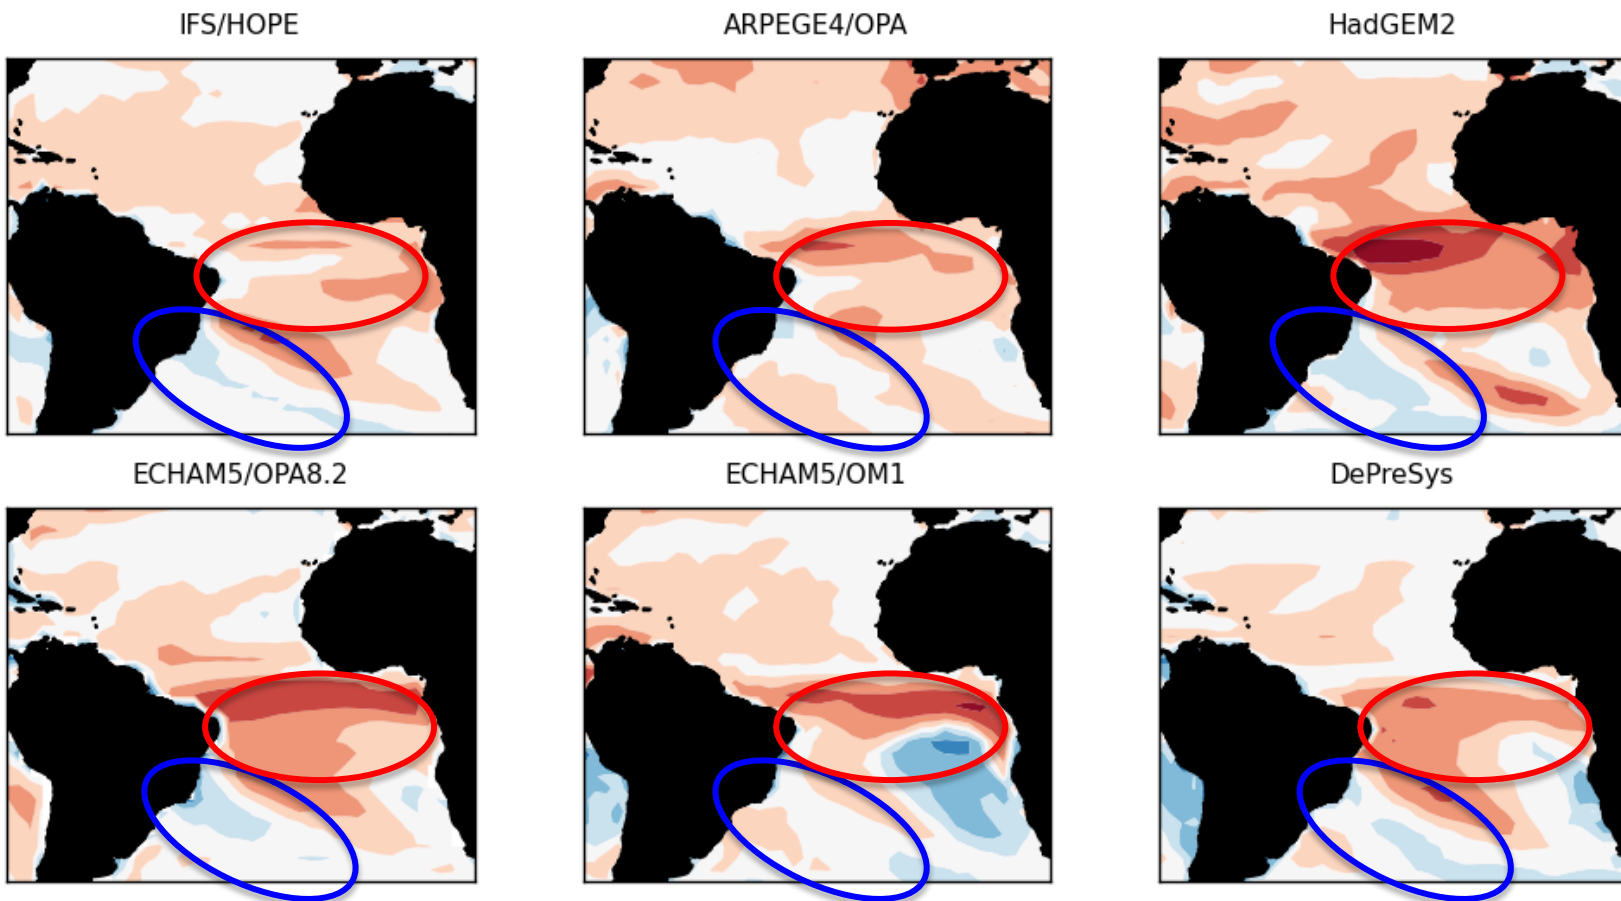 IFS/HOPE
ARPEGE4/OPA
HadGEM2
ECHAM5/OPA8.2
ECHAM5/OM1
DePreSys